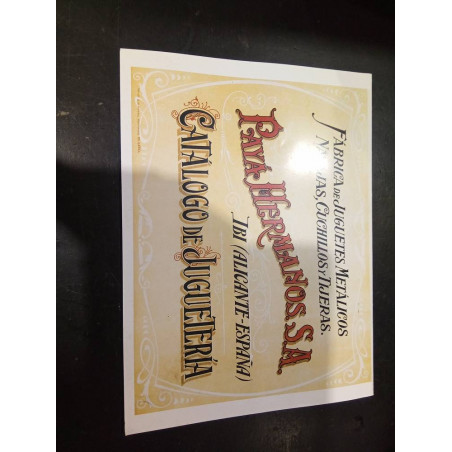 FÁBRICA DE JUGUETES METÁLICOS
NAVAJAS, CUCHILLOS Y TIJERAS.
PAYÁ HERMANOS, S.A.
IBI (ALICANTE-ESPAÑA)
CATÁLOGO DE JUGUETERÍA